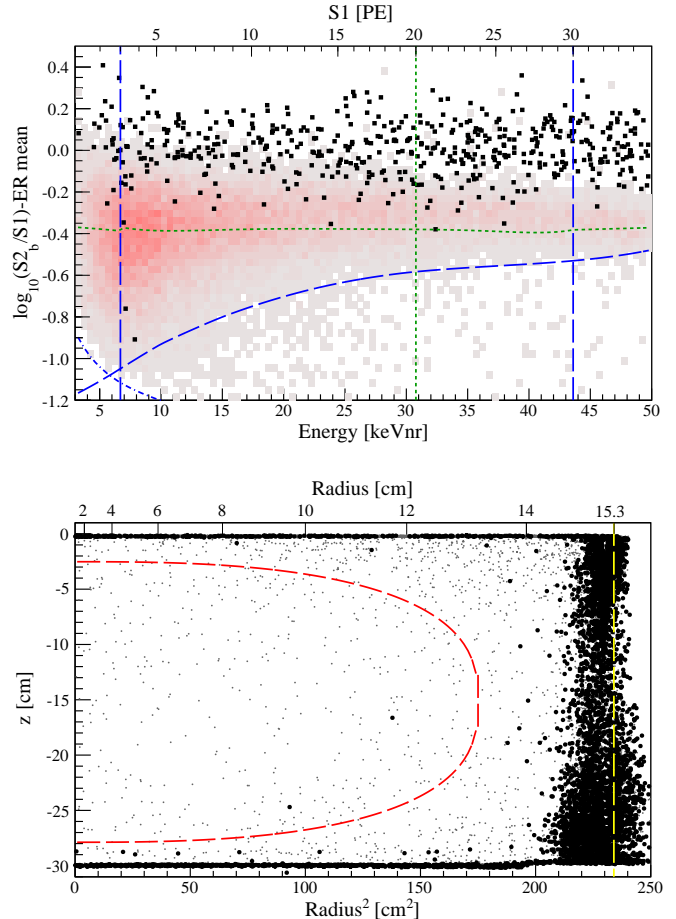 S1 [PE]
5 10 15 20 25 30
0.4
0.2
0.0
-0.2
-0.4
-0.6
-0.8
-1.0
-1.2
log10(S2b/S1)-ER mean
5 10 15 20 25 30 35 40 45 50
Energy [keVnr]
Radius [cm]
2 4 6 8 10 12 14 15.3
0
-5
-10
-15
-20
-25
-30
z [cm]
0 50 100 150 200 250
Radius2 [cm2]